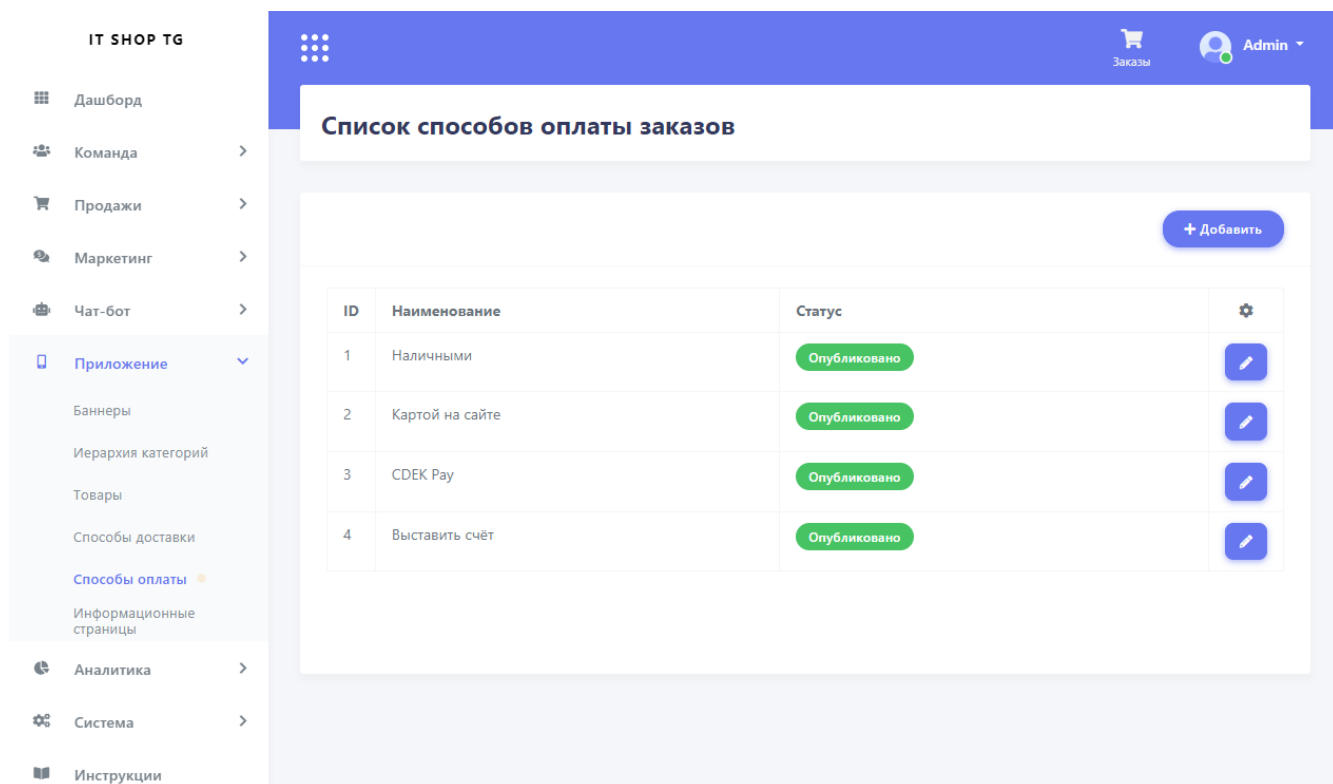 IT SHOP TG
Заказы
Admin
Дашборд
Команда
Продажи
Маркетинг
Чат-бот
Приложение
Баннеры
Иерархия категорий
Товары
Способы доставки
Способы оплаты
Информационные
страницы
Аналитика
Система
Инструкции
Список способов оплаты заказов
+ Добавить
ID Наименование Статус
1 Наличными Опубликовано
2 Картой на сайте Опубликовано
3 CDEK Pay Опубликовано
4 Выставить счёт Опубликовано